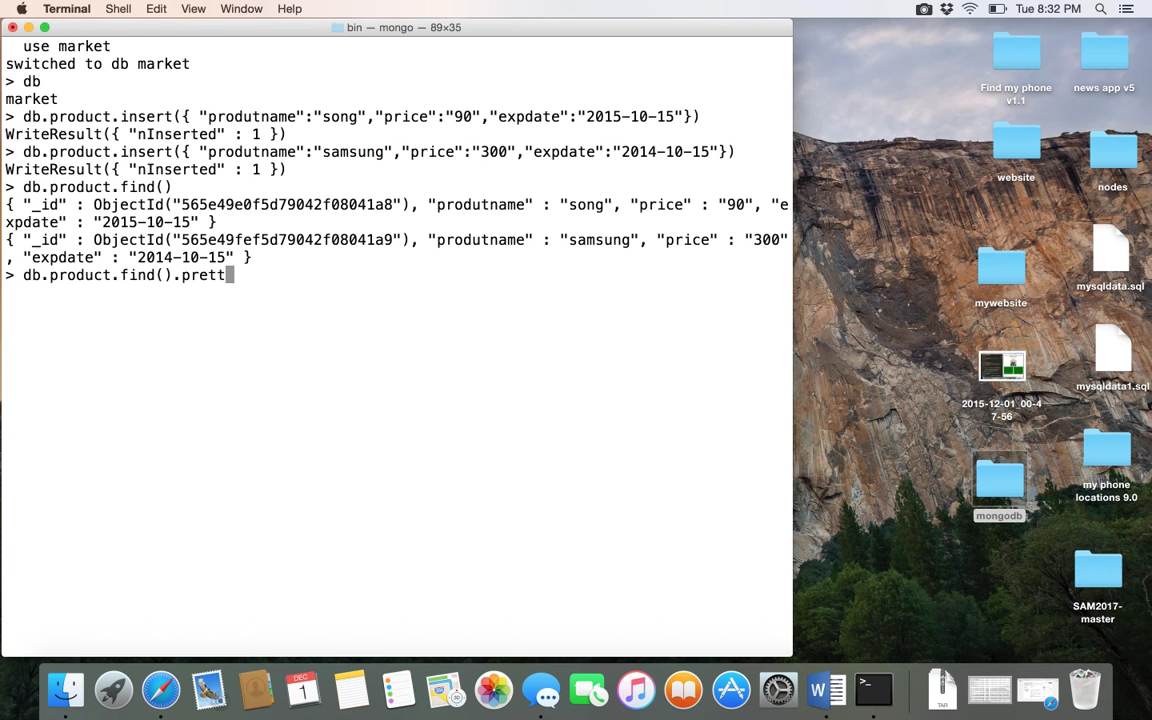 Terminal Shell Edit View Window Help
Tue 8:32 PM
bin — mongo — 89×35
use market
switched to db market
> db
market
> db.product.insert({ "produtname":"song","price":"90","expdate":"2015-10-15"})
WriteResult({ "nInserted" : 1 })
> db.product.insert({ "produtname":"samsung","price":"300","expdate":"2014-10-15"})
WriteResult({ "nInserted" : 1 })
> db.product.find()
{ "_id" : ObjectId("565e49e0f5d79042f08041a8"), "produtname" : "song", "price" : "90", "e
xpdate" : "2015-10-15" }
{ "_id" : ObjectId("565e49fef5d79042f08041a9"), "produtname" : "samsung", "price" : "300"
, "expdate" : "2014-10-15" }
> db.product.find().prett
Find my phone
v1.1
news app v5
website
nodes
mywebsite
mysqldata.sql
2015-12-01_00-4
7-56
mysqldata1.sql
mongodb
my phone
locations 9.0
SAM2017-
master
DEC
1
3D
W
>_
TAR